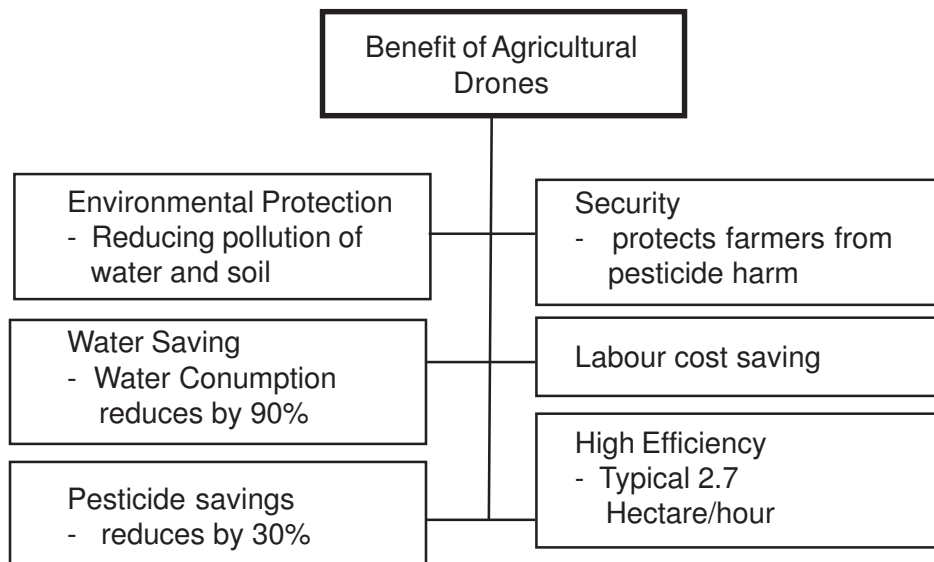 Benefit of Agricultural
Drones
Environmental Protection
- Reducing pollution of
water and soil
Water Saving
- Water Conumption
reduces by 90%
Pesticide savings
- reduces by 30%
Security
- protects farmers from
pesticide harm
Labour cost saving
High Efficiency
- Typical 2.7
Hectare/hour